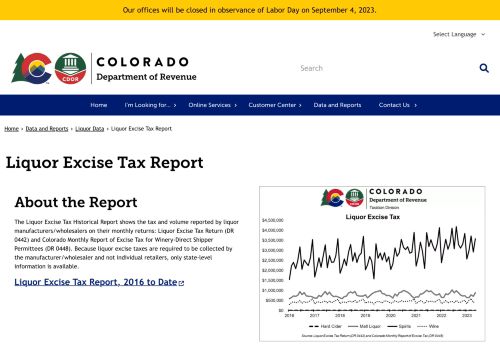 Our offices will be closed in observance of Labor Day on September 4, 2023.
Select Language
COLORADO
Department of Revenue
CDOR
Search
Home
I'm Looking for...
Online Services
Customer Center
Data and Reports
Contact Us
Home › Data and Reports › Liquor Data › Liquor Excise Tax Report
Liquor Excise Tax Report
About the Report
The Liquor Excise Tax Historical Report shows the tax and volume reported by liquor
manufacturers/wholesalers on their monthly returns: Liquor Excise Tax Return (DR
0442) and Colorado Monthly Report of Excise Tax for Winery-Direct Shipper
Permittees (DR 0448). Because liquor excise taxes are required to be collected by
the manufacturer/wholesaler and not individual retailers, only state-level
information is available.
Liquor Excise Tax Report, 2016 to Date
COLORADO
Department of Revenue
Taxation Division
Liquor Excise Tax
$4,500,000
$4,000,000
$3,500,000
$3,000,000
$2,500,000
$2,000,000
$1,500,000
$1,000,000
$500,000
$0
2016 2017 2018 2019 2020 2021 2022 2023
Hard Cider Malt Liquor Spirits Wine
Source: Liquor Excise Tax Return (DR 0442) and Colorado Monthly Report of Excise Tax (DR 0448)